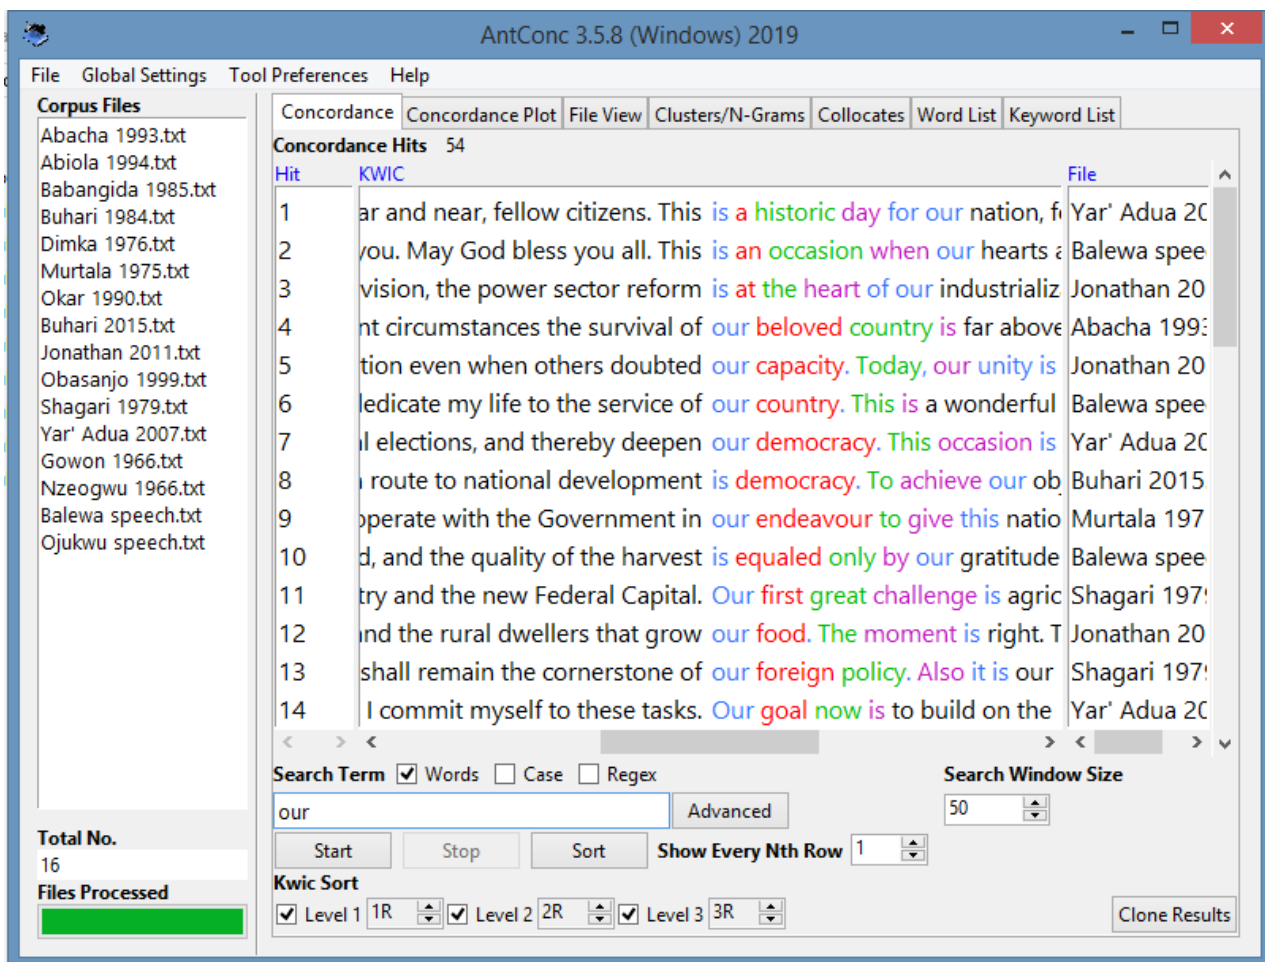 AntConc 3.5.8 (Windows) 2019
File Global Settings Tool Preferences Help
Corpus Files
Abacha 1993.txt
Abiola 1994.txt
Babangida 1985.txt
Buhari 1984.txt
Dimka 1976.txt
Murtala 1975.txt
Okar 1990.txt
Buhari 2015.txt
Jonathan 2011.txt
Obasanjo 1999.txt
Shagari 1979.txt
Yar' Adua 2007.txt
Gowon 1966.txt
Nzeogwu 1966.txt
Balewa speech.txt
Ojukwu speech.txt
Total No.
16
Files Processed
Concordance Concordance Plot File View Clusters/N-Grams Collocates Word List Keyword List
Concordance Hits 54
Hit KWIC File
1 ar and near, fellow citizens. This is a historic day for our nation, f Yar' Adua 20
2 you. May God bless you all. This is an occasion when our hearts a Balewa spee
3 vision, the power sector reform is at the heart of our industrializ Jonathan 20
4 nt circumstances the survival of our beloved country is far above Abacha 1993
5 tion even when others doubted our capacity. Today, our unity is Jonathan 20
6 ledicate my life to the service of our country. This is a wonderful Balewa spee
7 l elections, and thereby deepen our democracy. This occasion is Yar' Adua 20
8 route to national development is democracy. To achieve our obj Buhari 2015.
9 operate with the Government in our endeavour to give this natio Murtala 197
10 d, and the quality of the harvest is equaled only by our gratitude Balewa spee
11 try and the new Federal Capital. Our first great challenge is agric Shagari 1979
12 and the rural dwellers that grow our food. The moment is right. T Jonathan 20
13 shall remain the cornerstone of our foreign policy. Also it is our Shagari 1979
14 I commit myself to these tasks. Our goal now is to build on the Yar' Adua 20
Search Term Words Case Regex Search Window Size
our Advanced 50
Start Stop Sort Show Every Nth Row 1
Kwic Sort
Level 1 1R Level 2 2R Level 3 3R Clone Results